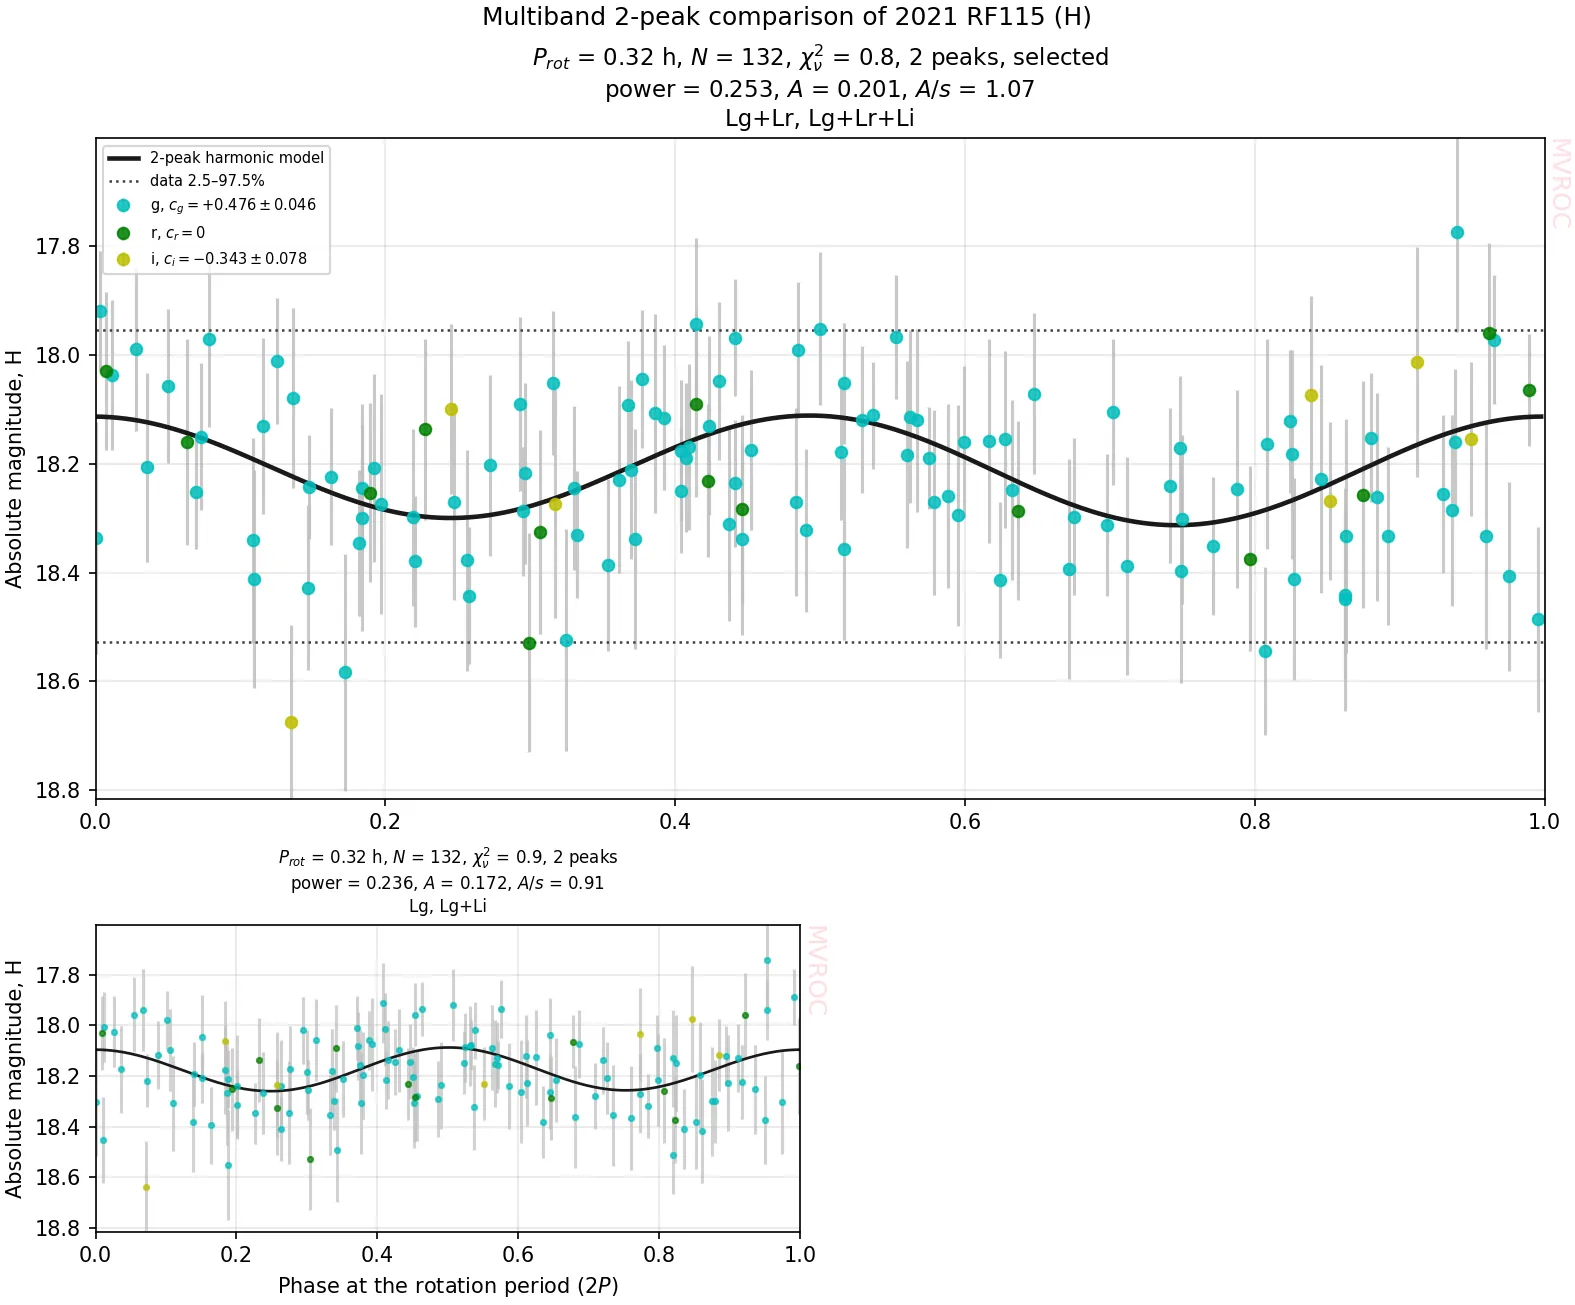 Multiband 2-peak comparison of 2021 RF115 (H)
P_rot = 0.32 h, N = 132, χ²_ν = 0.8, 2 peaks, selected
power = 0.253, A = 0.201, A/s = 1.07
Lg+Lr, Lg+Lr+Li
2-peak harmonic model
data 2.5–97.5%
g, c_g = +0.476 ± 0.046
r, c_r = 0
i, c_i = −0.343 ± 0.078
MVROC
Absolute magnitude, H
17.8
18.0
18.2
18.4
18.6
18.8
0.0 0.2 0.4 0.6 0.8 1.0
P_rot = 0.32 h, N = 132, χ²_ν = 0.9, 2 peaks
power = 0.236, A = 0.172, A/s = 0.91
Lg, Lg+Li
MVROC
Absolute magnitude, H
17.8
18.0
18.2
18.4
18.6
18.8
0.0 0.2 0.4 0.6 0.8 1.0
Phase at the rotation period (2P)